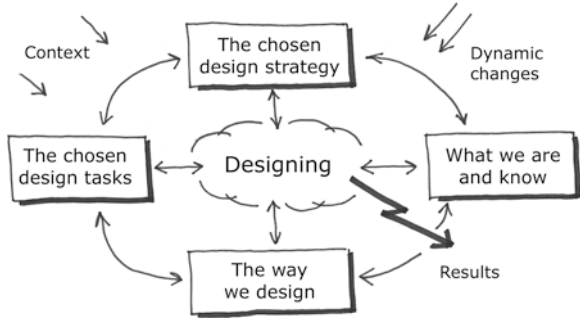 Context
The chosen
design strategy
Dynamic
changes
The chosen
design tasks
Designing
What we are
and know
The way
we design
Results